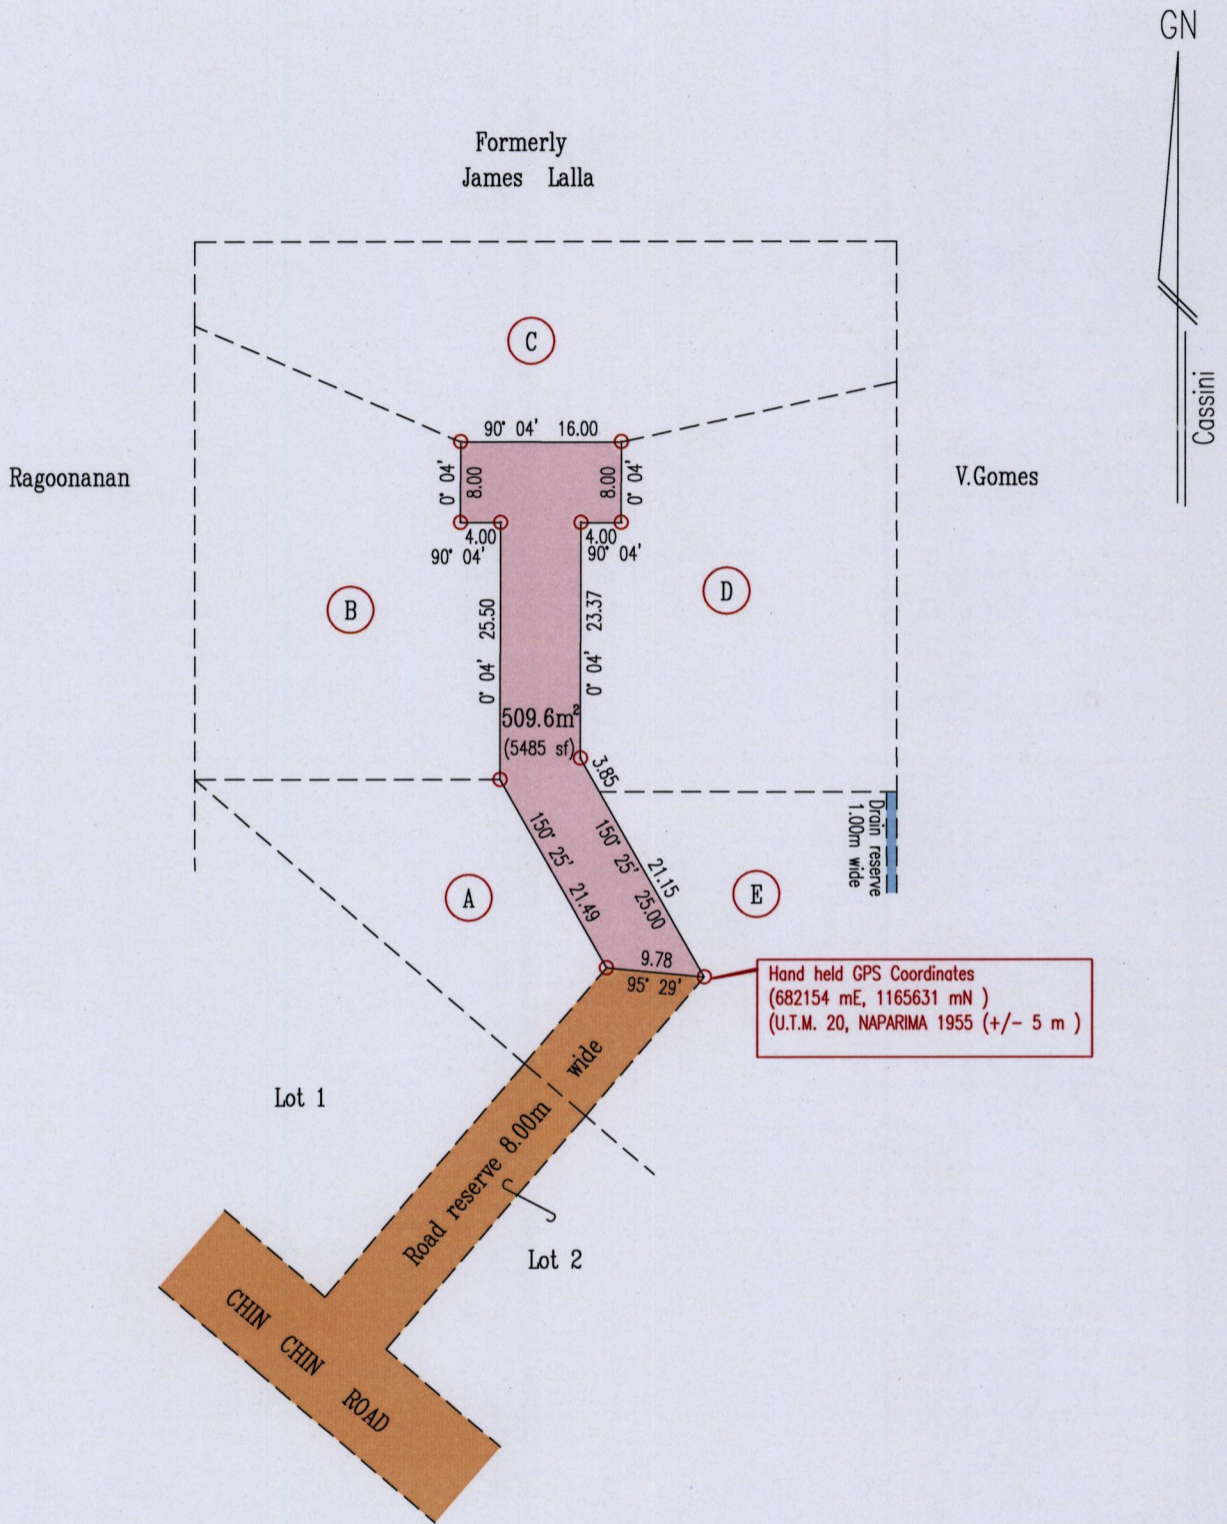 GN
Cassini
Formerly
James Lalla
C
90° 04' 16.00
Ragoonanan
0° 04'
8.00
8.00
0° 04'
V.Gomes
4.00
90° 04'
4.00
90° 04'
B
D
0° 04' 25.50
0° 04' 23.37
509.6m²
(5485 sf)
3.85
Drain reserve
1.00m wide
150° 25' 21.49
150° 25' 25.00
21.15
A
E
9.78
95° 29'
Hand held GPS Coordinates
(682154 mE, 1165631 mN )
(U.T.M. 20, NAPARIMA 1955 (+/- 5 m )
Lot 1
Road reserve 8.00m wide
Lot 2
CHIN CHIN ROAD